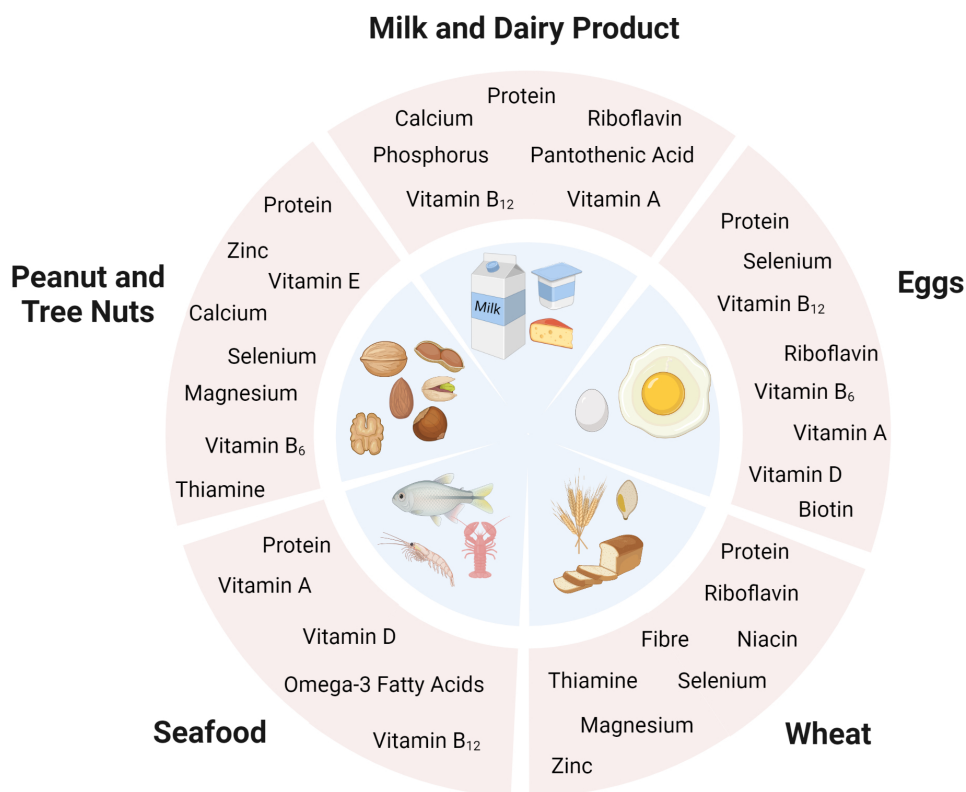 Milk and Dairy Product
Protein
Calcium
Riboflavin
Phosphorus
Pantothenic Acid
Vitamin B₁₂
Vitamin A
Milk
Eggs
Protein
Selenium
Vitamin B₁₂
Riboflavin
Vitamin B₆
Vitamin A
Vitamin D
Biotin
Wheat
Protein
Riboflavin
Fibre
Niacin
Thiamine
Selenium
Magnesium
Zinc
Seafood
Protein
Vitamin A
Vitamin D
Omega-3 Fatty Acids
Vitamin B₁₂
Peanut and
Tree Nuts
Protein
Zinc
Vitamin E
Calcium
Selenium
Magnesium
Vitamin B₆
Thiamine